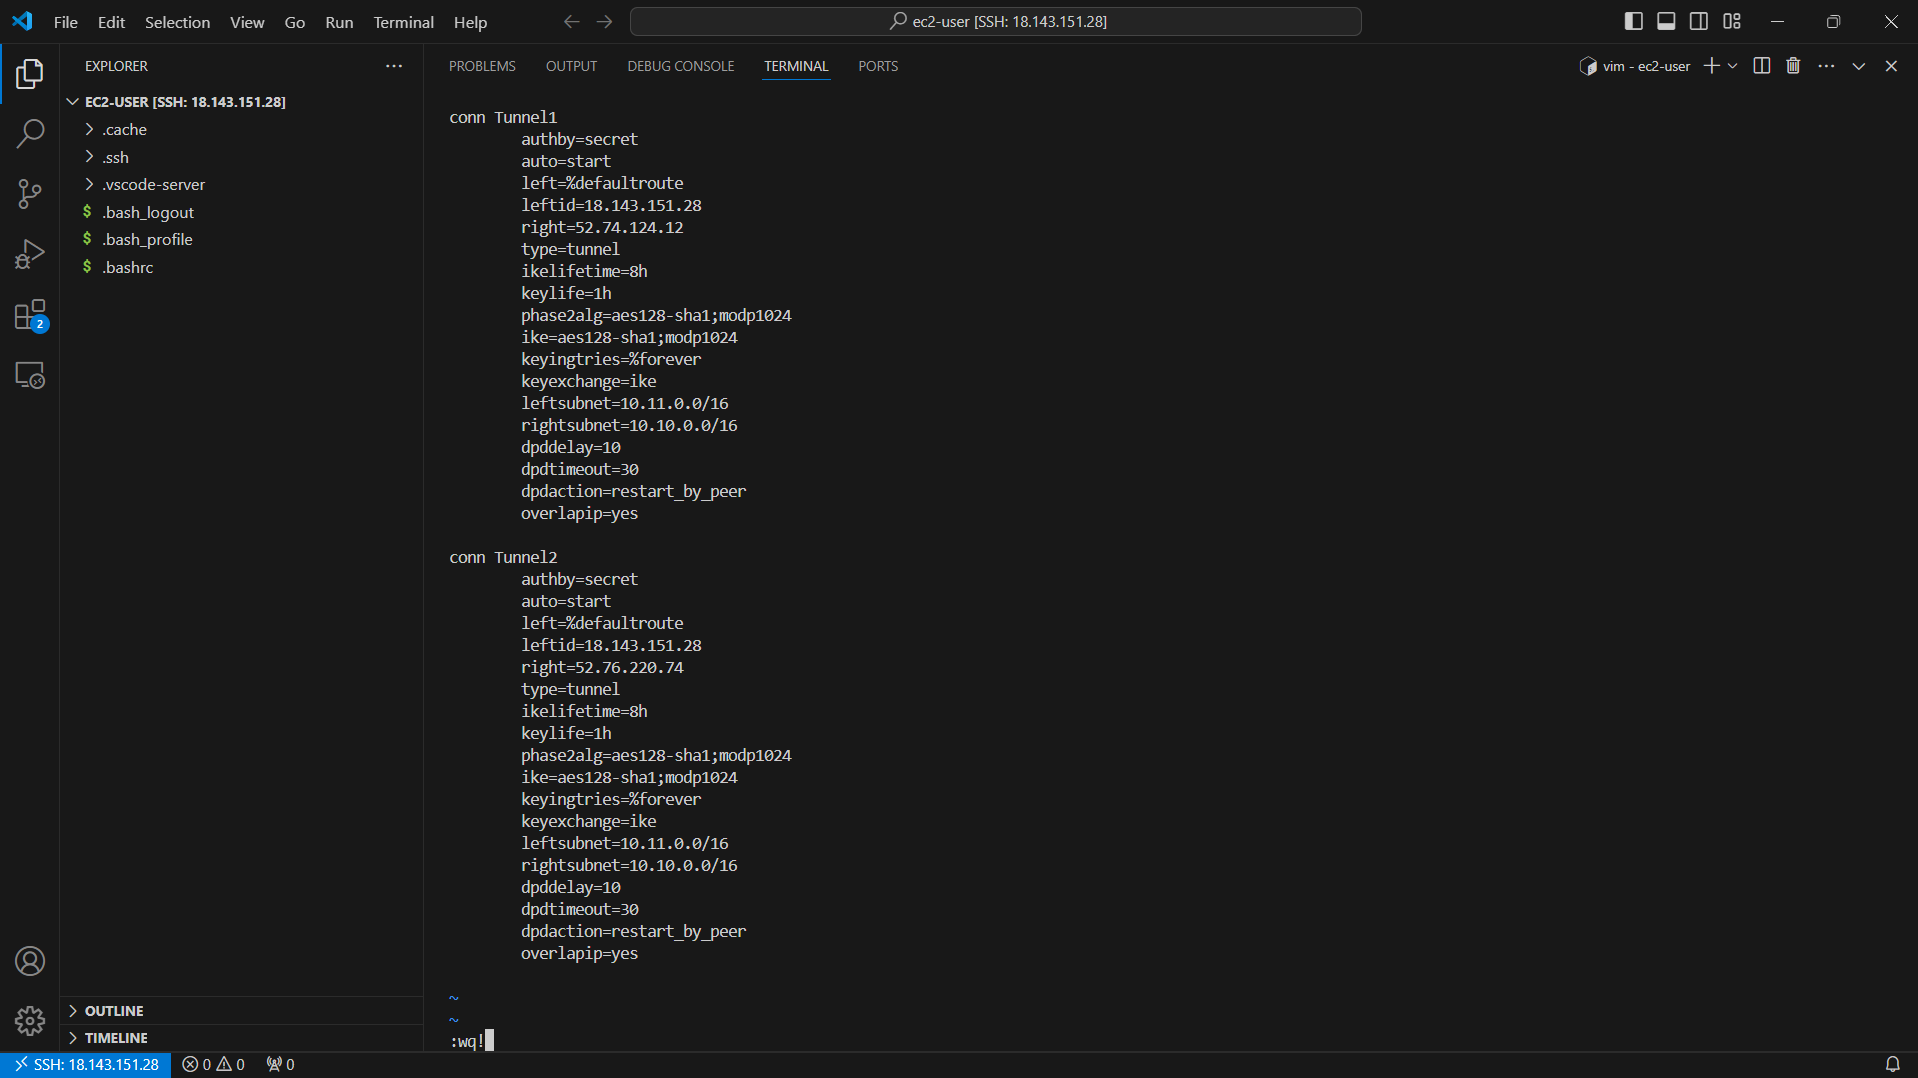 File Edit Selection View Go Run Terminal Help
ec2-user [SSH: 18.143.151.28]
EXPLORER
EC2-USER [SSH: 18.143.151.28]
.cache
.ssh
.vscode-server
$ .bash_logout
$ .bash_profile
$ .bashrc
2
OUTLINE
TIMELINE
PROBLEMS OUTPUT DEBUG CONSOLE TERMINAL PORTS
vim - ec2-user
conn Tunnel1
authby=secret
auto=start
left=%defaultroute
leftid=18.143.151.28
right=52.74.124.12
type=tunnel
ikelifetime=8h
keylife=1h
phase2alg=aes128-sha1;modp1024
ike=aes128-sha1;modp1024
keyingtries=%forever
keyexchange=ike
leftsubnet=10.11.0.0/16
rightsubnet=10.10.0.0/16
dpddelay=10
dpdtimeout=30
dpdaction=restart_by_peer
overlapip=yes
conn Tunnel2
authby=secret
auto=start
left=%defaultroute
leftid=18.143.151.28
right=52.76.220.74
type=tunnel
ikelifetime=8h
keylife=1h
phase2alg=aes128-sha1;modp1024
ike=aes128-sha1;modp1024
keyingtries=%forever
keyexchange=ike
leftsubnet=10.11.0.0/16
rightsubnet=10.10.0.0/16
dpddelay=10
dpdtimeout=30
dpdaction=restart_by_peer
overlapip=yes
~
~
:wq!
SSH: 18.143.151.28 0 0 0